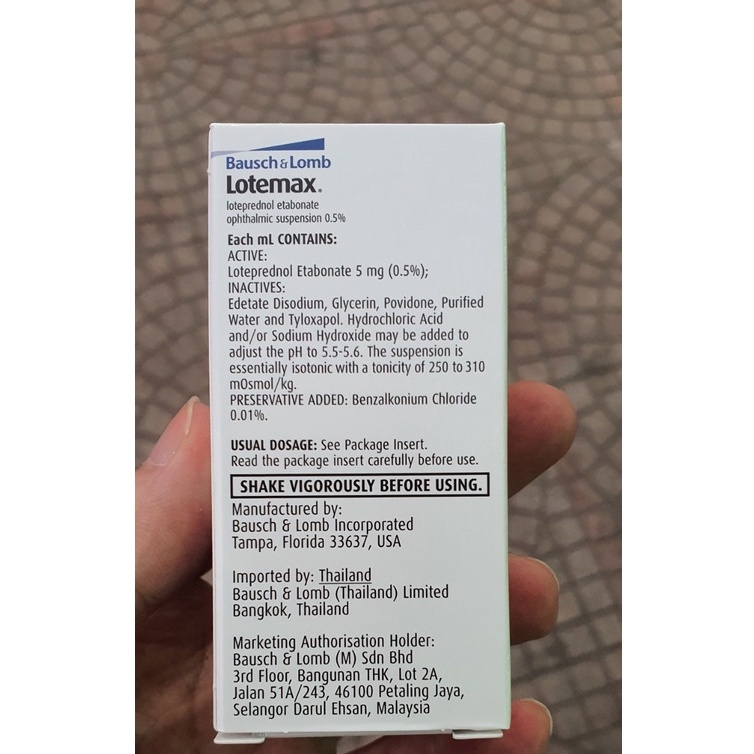 Bausch & Lomb
Lotemax®
loteprednol etabonate
ophthalmic suspension 0.5%
Each mL CONTAINS:
ACTIVE:
Loteprednol Etabonate 5 mg (0.5%);
INACTIVES:
Edetate Disodium, Glycerin, Povidone, Purified
Water and Tyloxapol. Hydrochloric Acid
and/or Sodium Hydroxide may be added to
adjust the pH to 5.5-5.6. The suspension is
essentially isotonic with a tonicity of 250 to 310
mOsmol/kg.
PRESERVATIVE ADDED: Benzalkonium Chloride
0.01%.
USUAL DOSAGE: See Package Insert.
Read the package insert carefully before use.
SHAKE VIGOROUSLY BEFORE USING.
Manufactured by:
Bausch & Lomb Incorporated
Tampa, Florida 33637, USA
Imported by: Thailand
Bausch & Lomb (Thailand) Limited
Bangkok, Thailand
Marketing Authorisation Holder:
Bausch & Lomb (M) Sdn Bhd
3rd Floor, Bangunan THK, Lot 2A,
Jalan 51A/243, 46100 Petaling Jaya,
Selangor Darul Ehsan, Malaysia